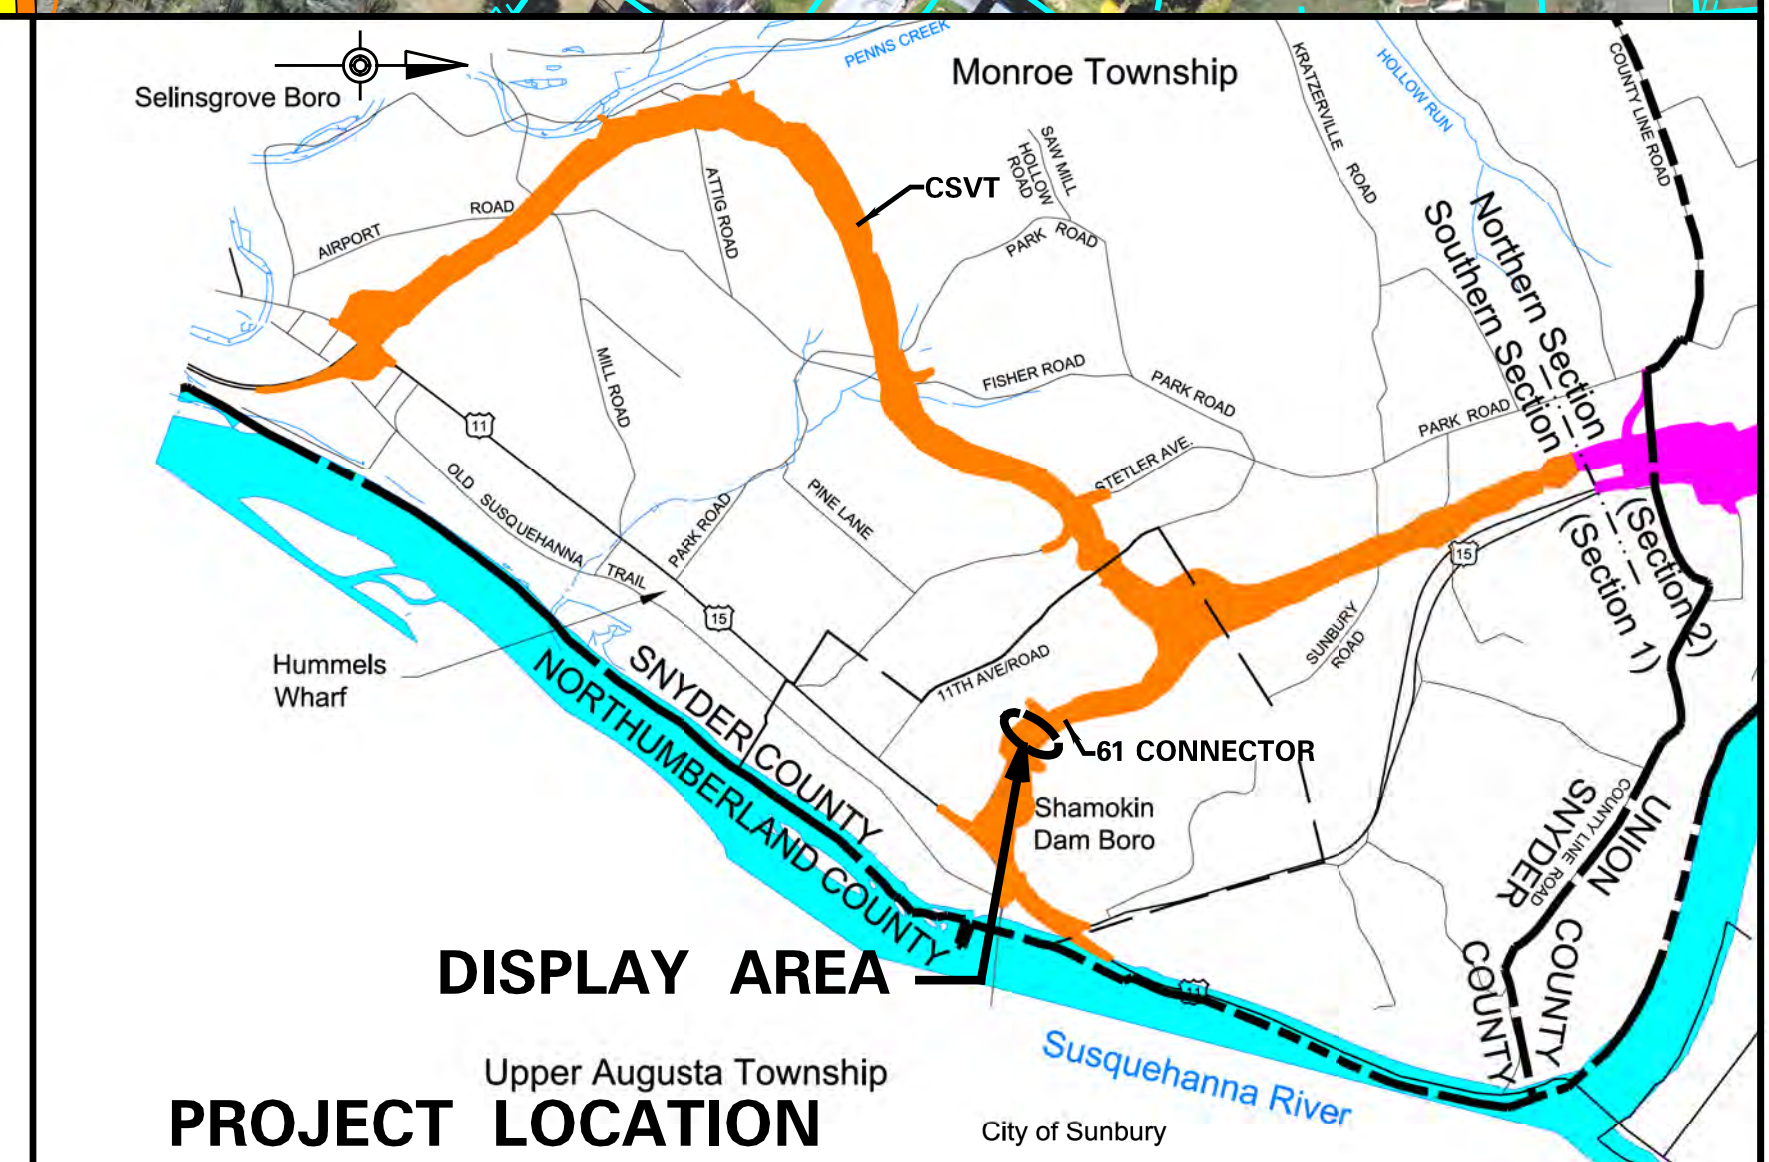 PENNS CREEK
Monroe Township
Selinsgrove Boro
KRATZERVILLE ROAD
HOLLOW RUN
COUNTY LINE ROAD
SAW MILL
HOLLOW
ROAD
CSVT
ATTIG ROAD
AIRPORT ROAD
PARK ROAD
Northern Section
Southern Section
MILL ROAD
FISHER ROAD
PARK ROAD
PARK ROAD
11
STETLER AVE.
OLD SUSQUEHANNA TRAIL
PINE LANE
PARK ROAD
15
(Section 2)
(Section 1)
15
SUNBURY
ROAD
Hummels
Wharf
SNYDER COUNTY
NORTHUMBERLAND COUNTY
11TH AVE/ROAD
61 CONNECTOR
Shamokin
Dam Boro
COUNTY LINE ROAD
SNYDER COUNTY
UNION COUNTY
DISPLAY AREA
11
Susquehanna River
Upper Augusta Township
PROJECT LOCATION
City of Sunbury